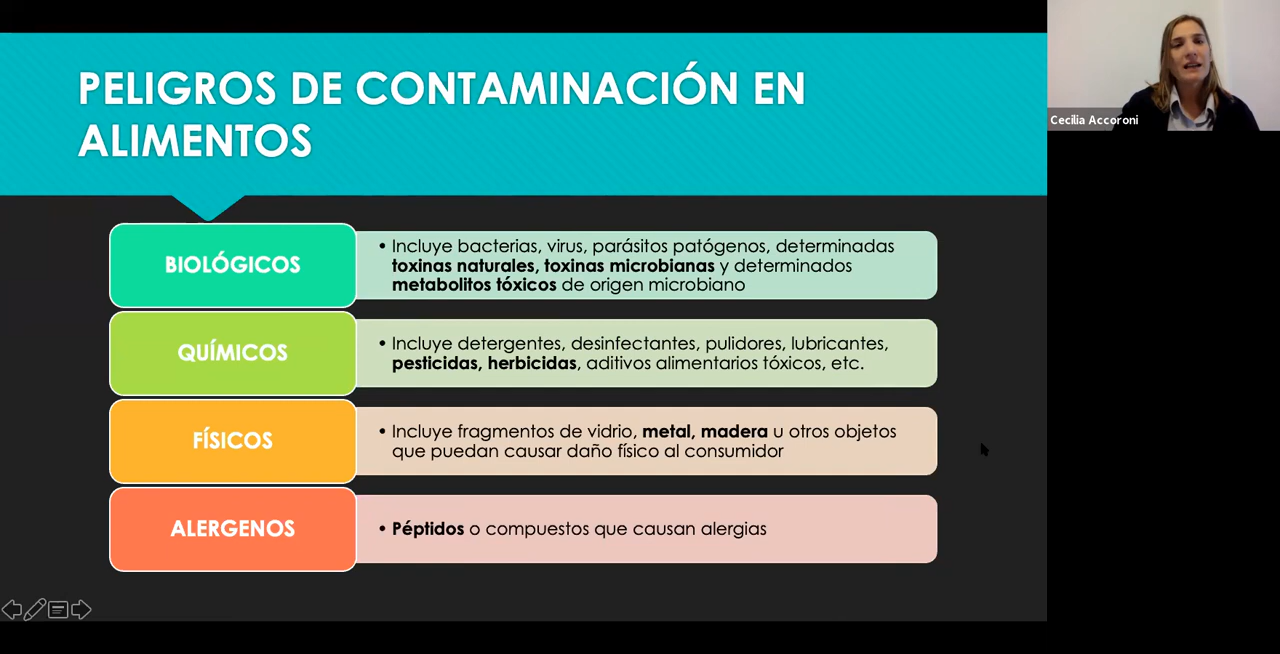 PELIGROS DE CONTAMINACIÓN EN
ALIMENTOS
Cecilia Accoroni
BIOLÓGICOS
• Incluye bacterias, virus, parásitos patógenos, determinadas
toxinas naturales, toxinas microbianas y determinados
metabolitos tóxicos de origen microbiano
QUÍMICOS
• Incluye detergentes, desinfectantes, pulidores, lubricantes,
pesticidas, herbicidas, aditivos alimentarios tóxicos, etc.
FÍSICOS
• Incluye fragmentos de vidrio, metal, madera u otros objetos
que puedan causar daño físico al consumidor
ALERGENOS
• Péptidos o compuestos que causan alergias